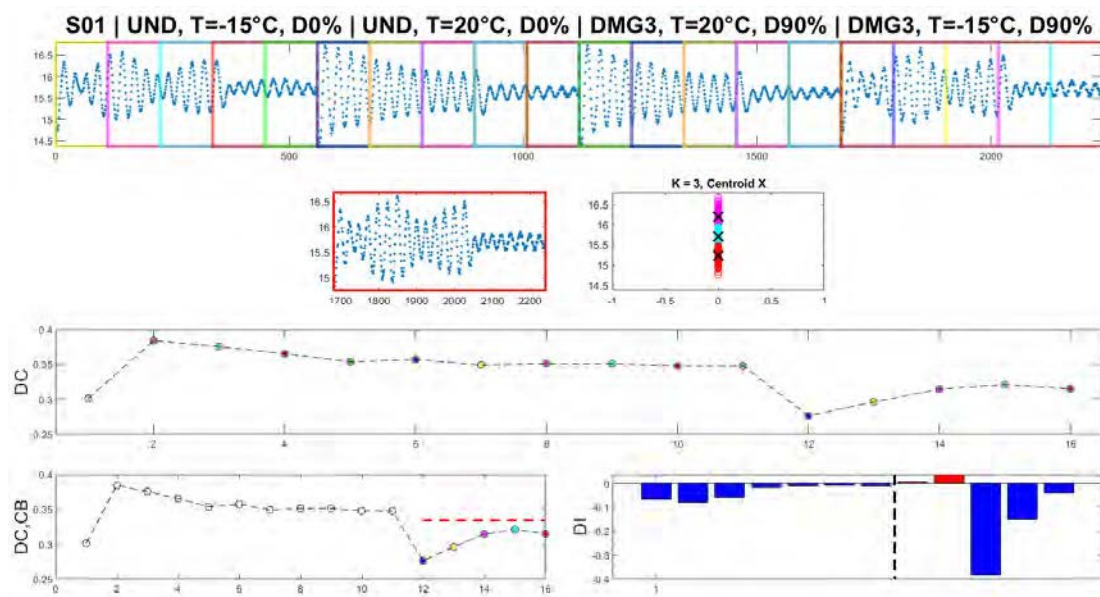 S01 | UND, T=-15°C, D0% | UND, T=20°C, D0% | DMG3, T=20°C, D90% | DMG3, T=-15°C, D90%
16.5
16
15.5
15
14.5
0 500 1000 1500 2000
K = 3, Centroid X
16.5
16
15.5
15
1700 1800 1900 2000 2100 2200
16.5
16
15.5
15
14.5
-1 -0.5 0 0.5 1
0.4
0.35
0.3
0.25
DC
2 4 6 8 10 12 14 16
0.4
0.35
0.3
0.25
DC,CB
0 2 4 6 8 10 12 14 16
0
-0.1
-0.2
-0.3
-0.4
DI
1